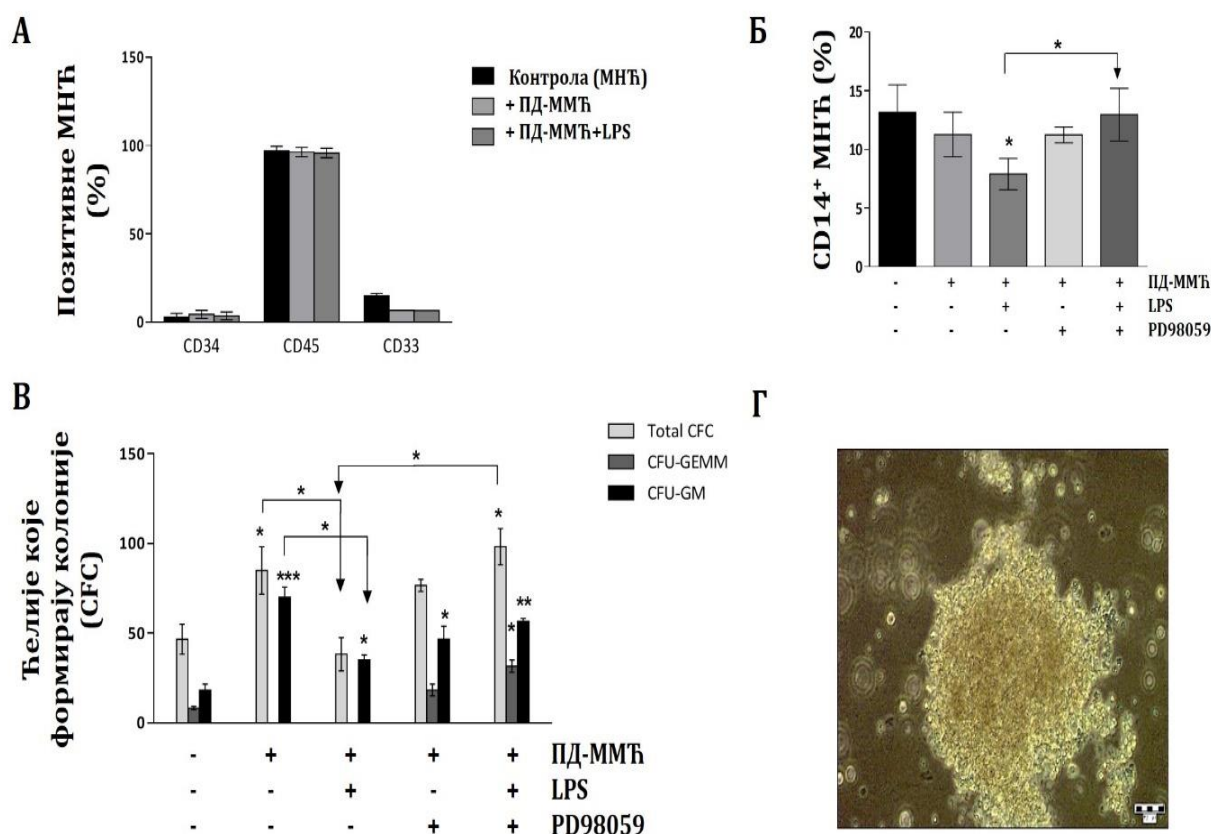 А
Позитивне МНЋ
(%)
150
100
50
0
CD34 CD45 CD33
Контрола (МНЋ)
+ ПД-ММЋ
+ ПД-ММЋ+LPS
Б
CD14⁺ МНЋ (%)
20
15
10
5
0
*
*
- + + + + ПД-ММЋ
- - + - + LPS
- - - + + PD98059
В
Ћелије које
формирају колоније
(CFC)
150
100
50
0
Total CFC
CFU-GEMM
CFU-GM
*
*
*
*
***
*
*
*
*
**
- + + + + ПД-ММЋ
- - + - + LPS
- - - + + PD98059
Г